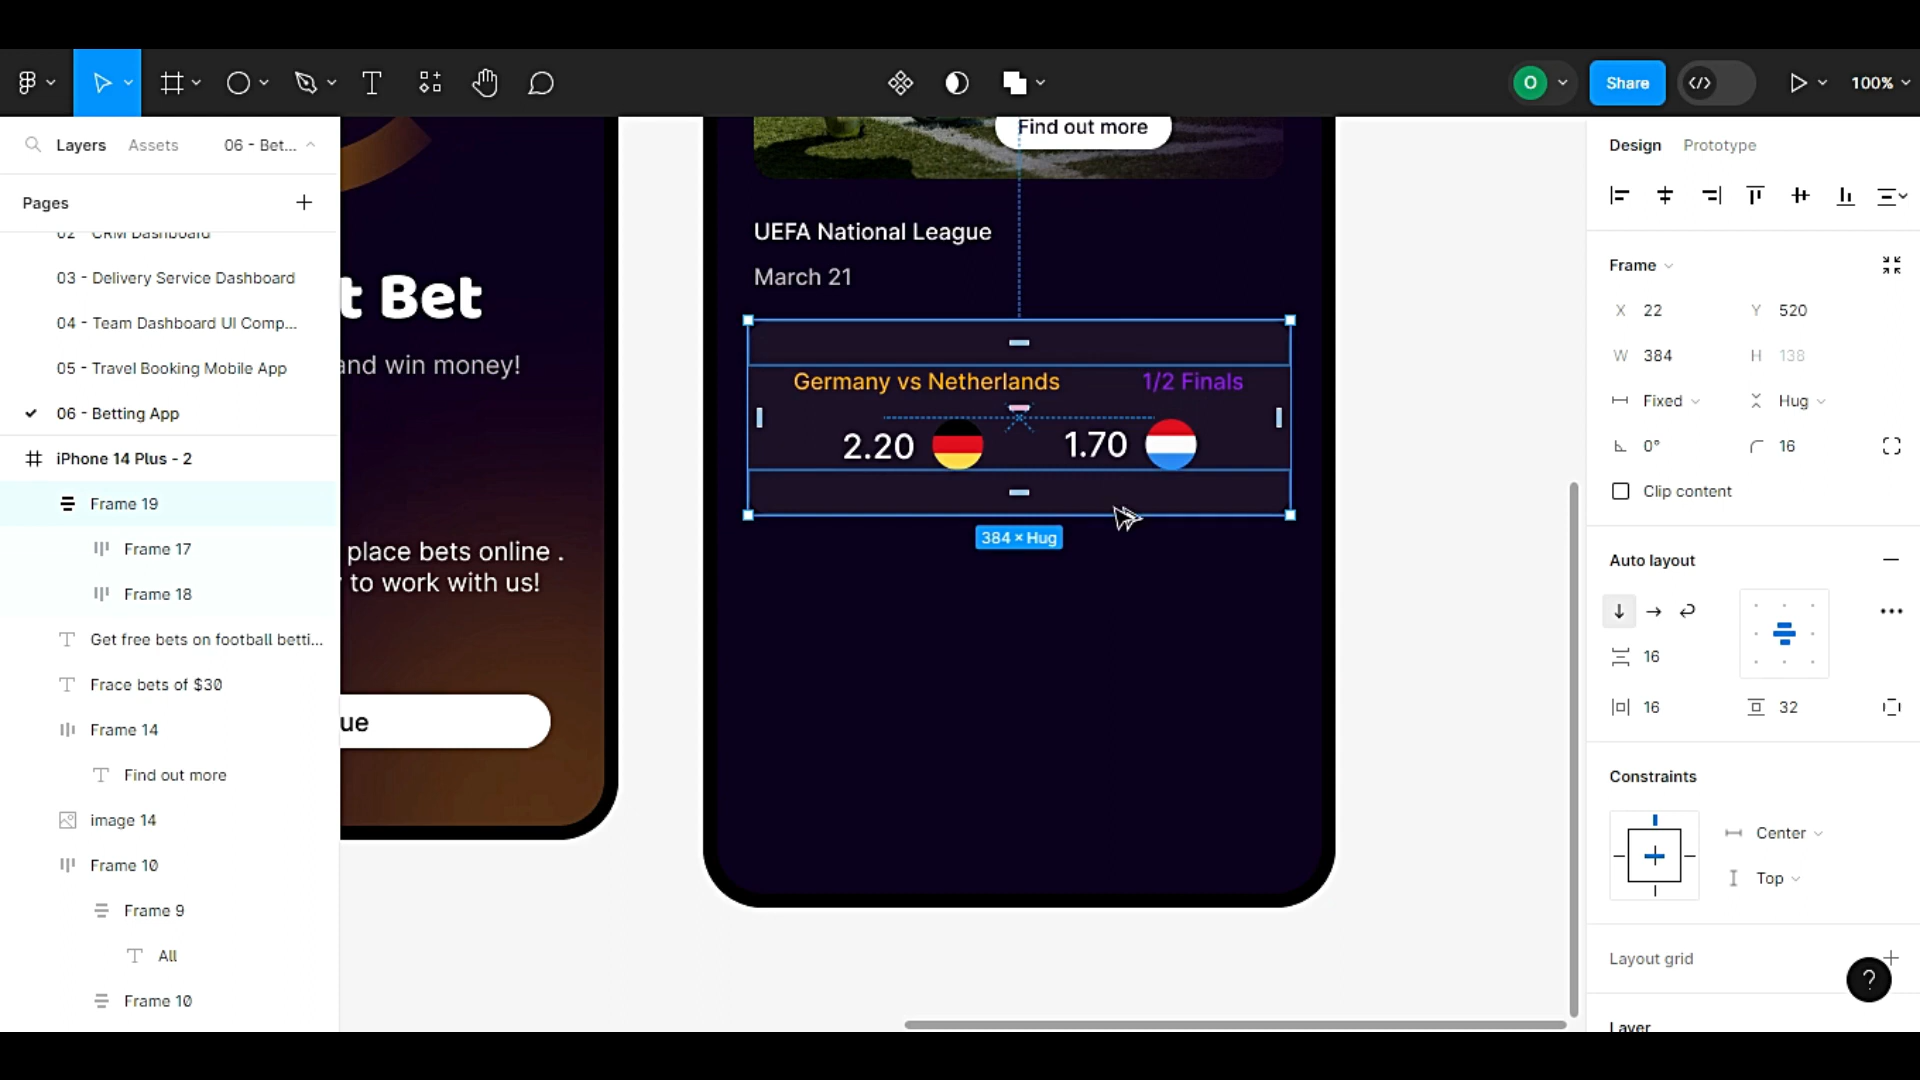 O
Share
100%
Layers
Assets
06 - Bet...
Pages
02 - CRM Dashboard
03 - Delivery Service Dashboard
04 - Team Dashboard UI Comp...
05 - Travel Booking Mobile App
06 - Betting App
iPhone 14 Plus - 2
Frame 19
Frame 17
Frame 18
Get free bets on football betti...
Frace bets of $30
Frame 14
Find out more
image 14
Frame 10
Frame 9
All
Frame 10
t Bet
and win money!
place bets online .
to work with us!
ue
Find out more
UEFA National League
March 21
Germany vs Netherlands
1/2 Finals
2.20
1.70
384 × Hug
Design
Prototype
Frame
X 22
Y 520
W 384
H 138
Fixed
Hug
0°
16
Clip content
Auto layout
16
16
32
Constraints
Center
Top
Layout grid
?
Layer